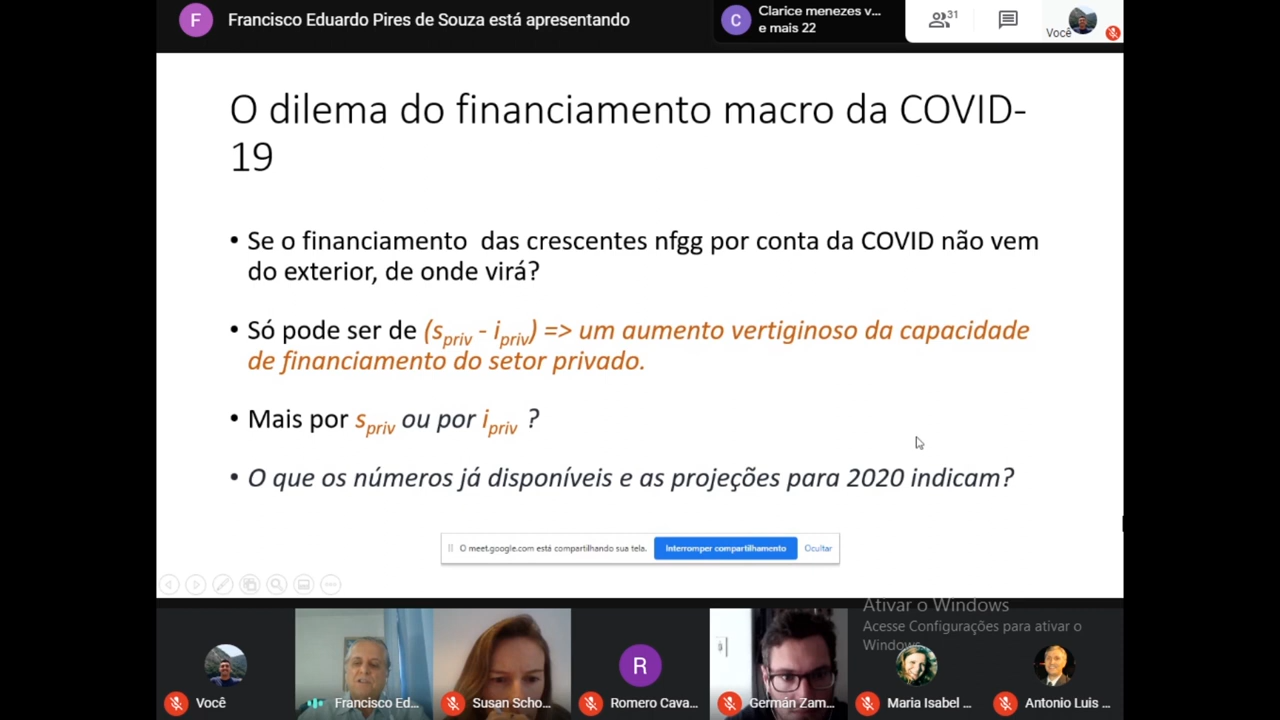 F
Francisco Eduardo Pires de Souza está apresentando
C
Clarice menezes v...
e mais 22
31
Você
O dilema do financiamento macro da COVID-
19
• Se o financiamento das crescentes nfgg por conta da COVID não vem
do exterior, de onde virá?
• Só pode ser de (spriv - ipriv) => um aumento vertiginoso da capacidade
de financiamento do setor privado.
• Mais por spriv ou por ipriv ?
• O que os números já disponíveis e as projeções para 2020 indicam?
O meet.google.com está compartilhando sua tela.
Interromper compartilhamento
Ocultar
Ativar o Windows
Acesse Configurações para ativar o
Windows.
R
Você
Francisco Ed...
Susan Scho...
Romero Cava...
Germán Zam...
Maria Isabel ...
Antonio Luis ...